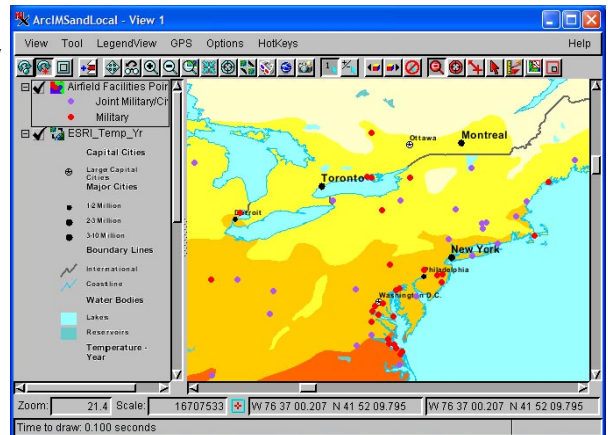 ArcIMSandLocal - View 1
View Tool LegendView GPS Options HotKeys Help
Airfield Facilities Poin
Joint Military/Ci
Military
ESRI_Temp_Yr
Capital Cities
Large Capital
Cities
Major Cities
1-2 Million
2-3 Million
3-10 Million
Boundary Lines
International
Coastline
Water Bodies
Lakes
Reservoirs
Temperature -
Year
Ottawa
Montreal
Toronto
Detroit
New York
Philadelphia
Washington D.C.
Zoom: 21.4 Scale: 16707533 W 76 37 00.207 N 41 52 09.795 W 76 37 00.207 N 41 52 09.795
Time to draw: 0.100 seconds